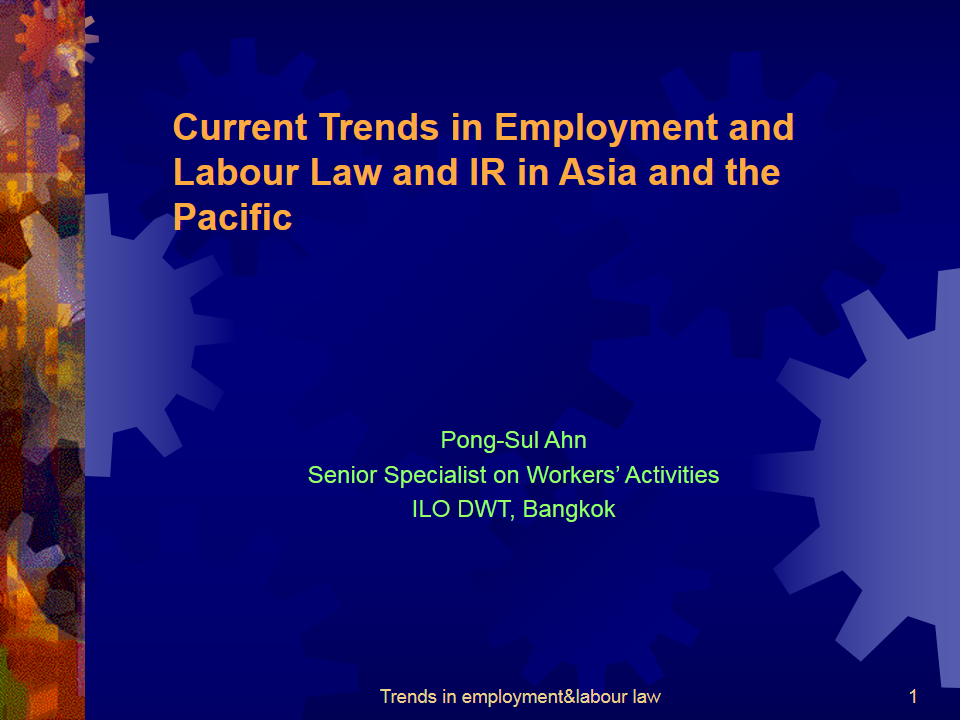 Current Trends in Employment and
Labour Law and IR in Asia and the
Pacific
Pong-Sul Ahn
Senior Specialist on Workers’ Activities
ILO DWT, Bangkok
Trends in employment&labour law
1